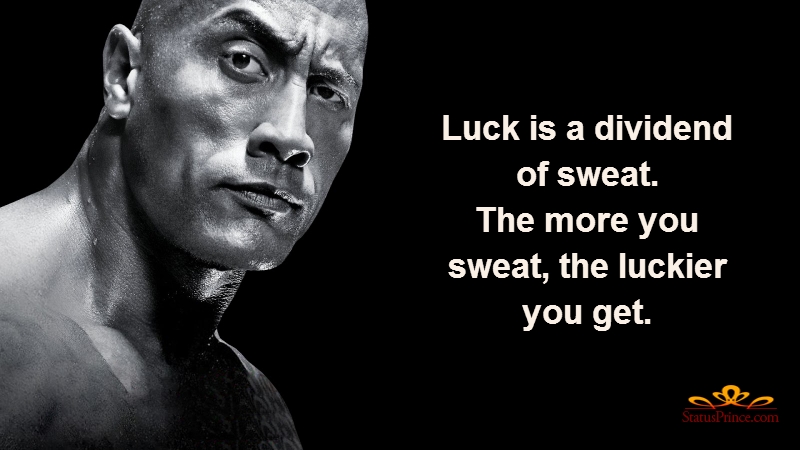 Luck is a dividend
of sweat.
The more you
sweat, the luckier
you get.
StatusPrince.com